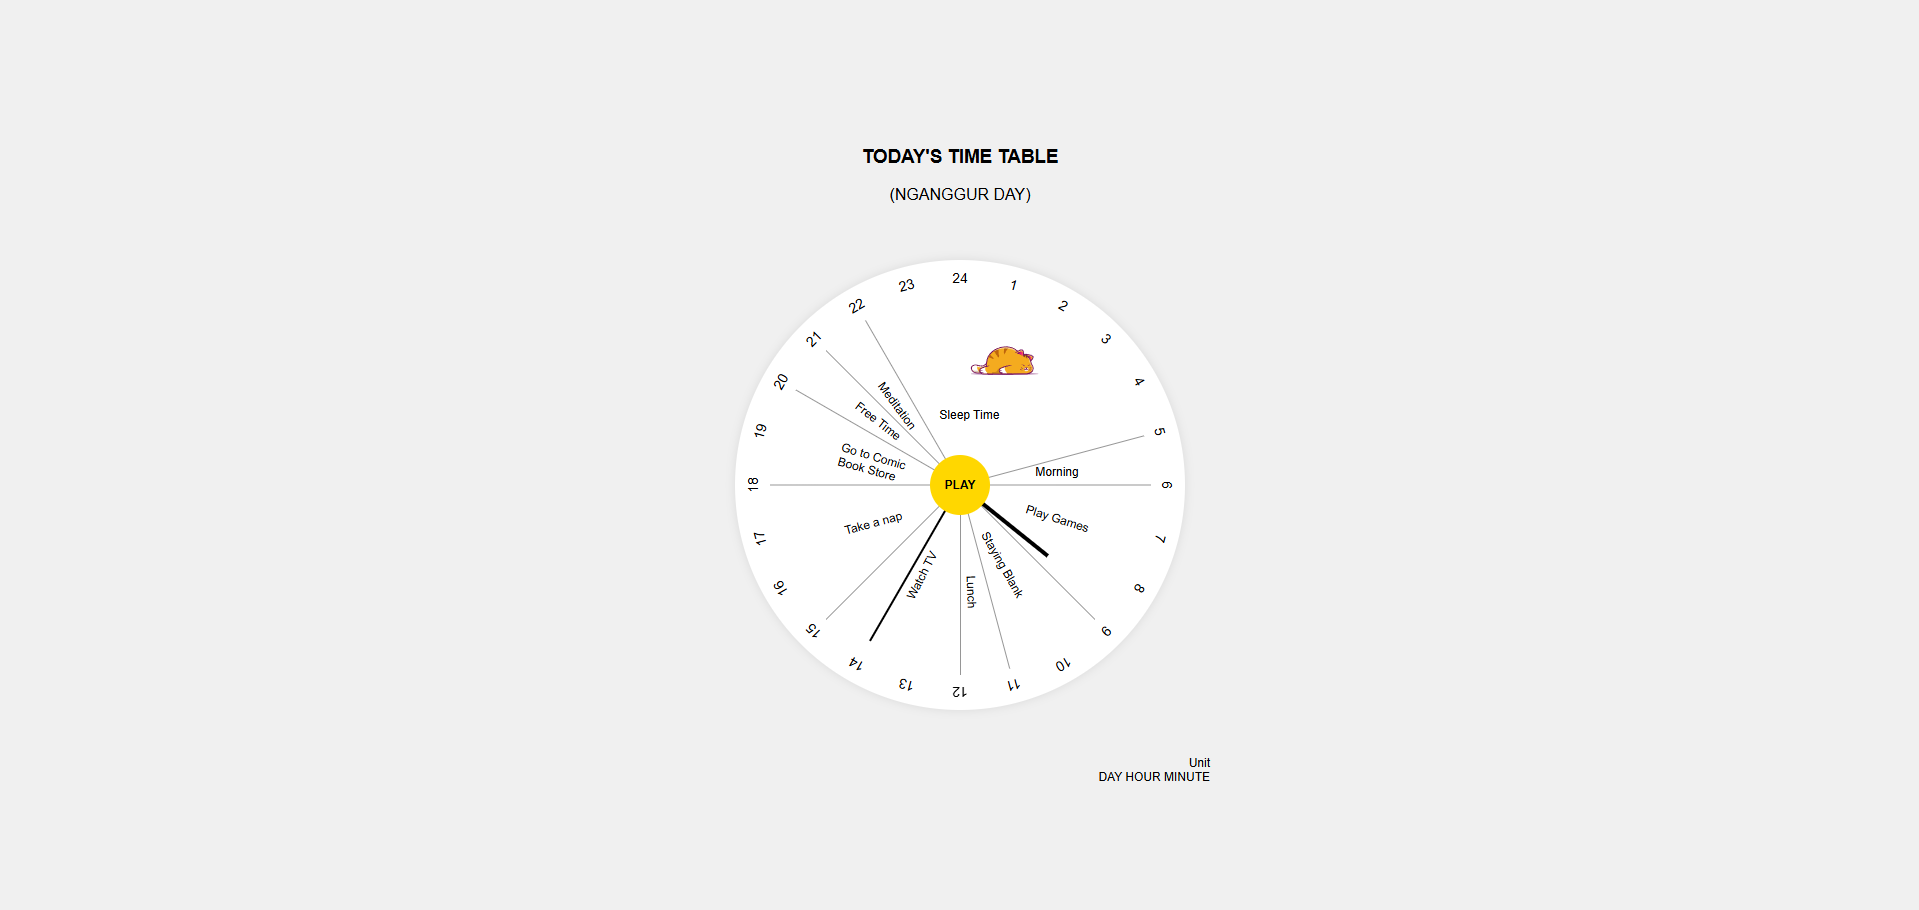 TODAY'S TIME TABLE
(NGANGGUR DAY)
24
1
2
3
4
5
6
7
8
9
10
11
12
13
14
15
16
17
18
19
20
21
22
23
Sleep Time
Morning
Play Games
Staying Blank
Lunch
Watch TV
Take a nap
Go to Comic
Book Store
Free Time
Meditation
PLAY
Unit
DAY HOUR MINUTE